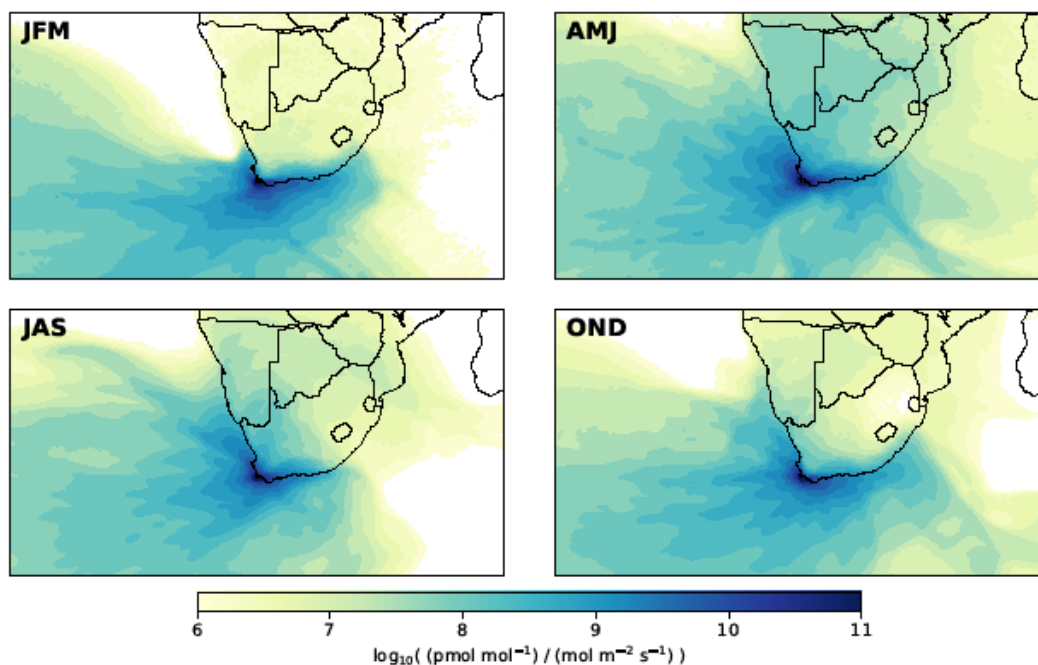 JFM
AMJ
JAS
OND
6 7 8 9 10 11
log₁₀( (pmol mol⁻¹) / (mol m⁻² s⁻¹) )